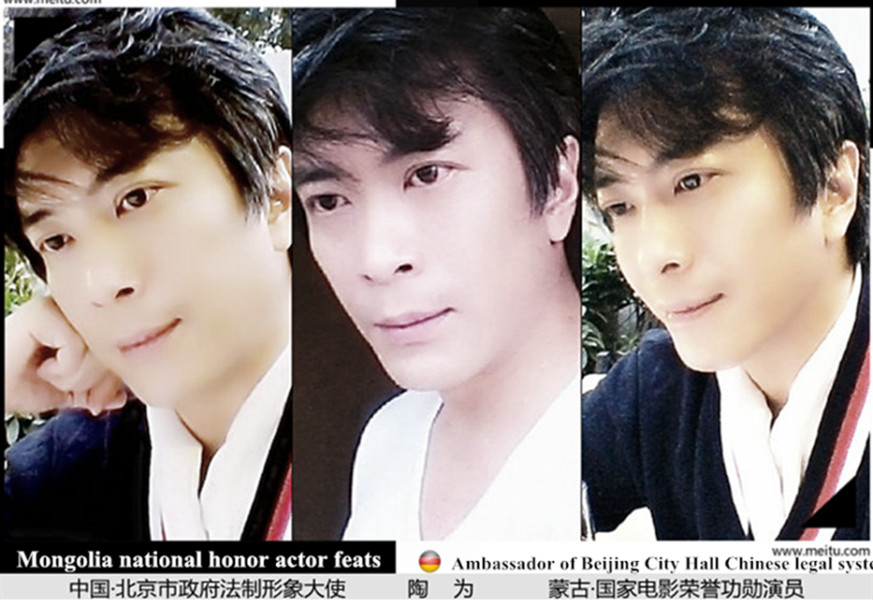 www.meitu.com
Mongolia national honor actor feats
www.meitu.com
Ambassador of Beijing City Hall Chinese legal syste
中国·北京市政府法制形象大使 陶 为 蒙古·国家电影荣誉功勋演员